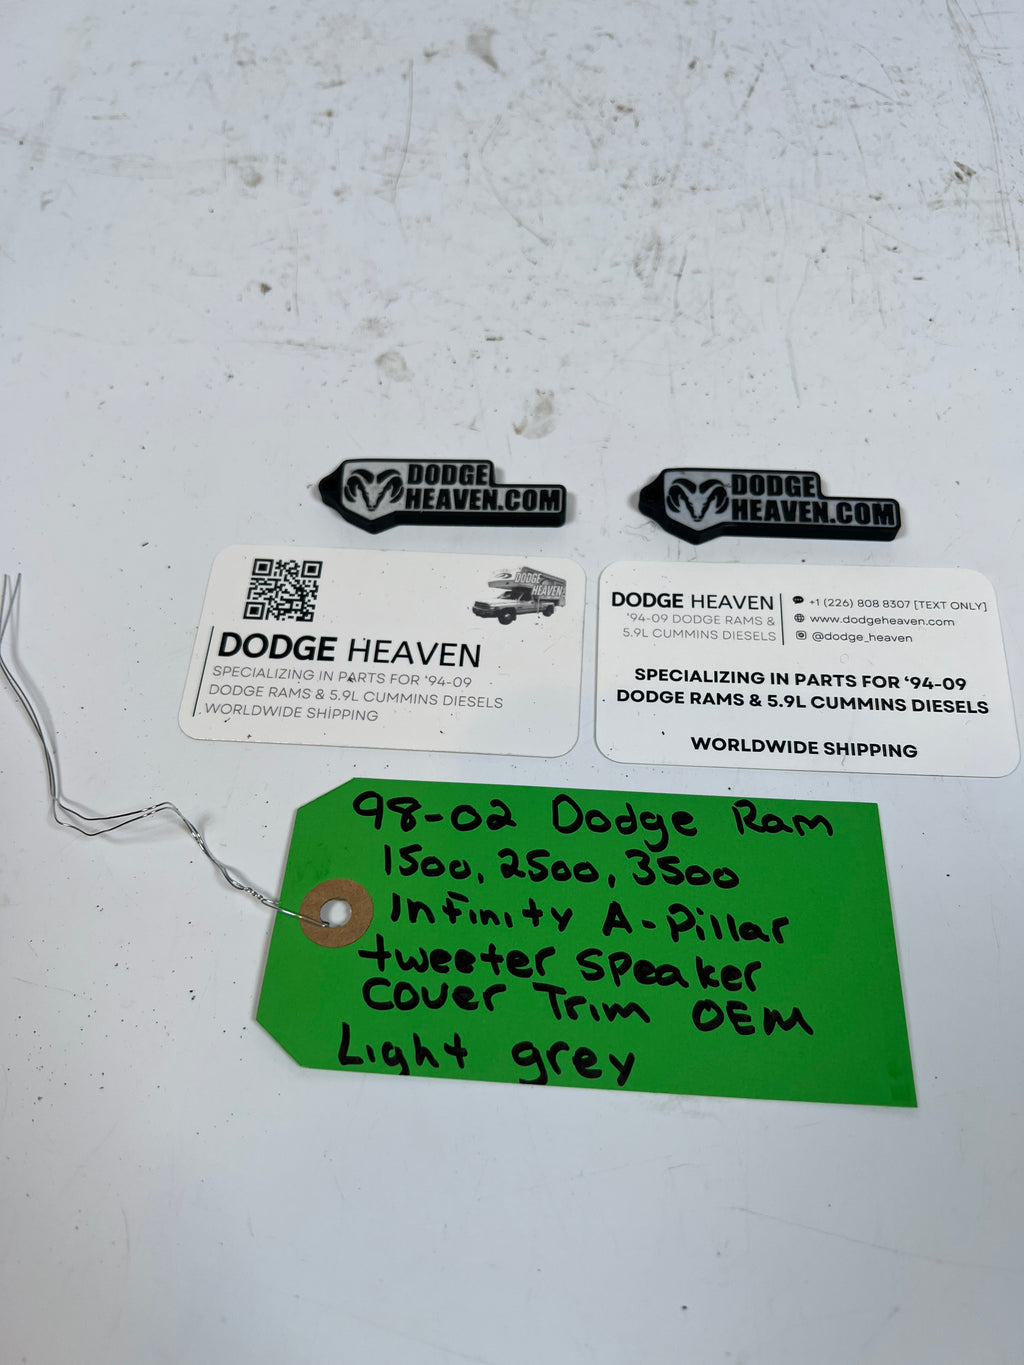 DODGE
HEAVEN.COM
DODGE
HEAVEN.COM
DODGE
HEAVEN
DODGE HEAVEN
SPECIALIZING IN PARTS FOR ‘94-09
DODGE RAMS & 5.9L CUMMINS DIESELS
WORLDWIDE SHIPPING
DODGE HEAVEN
‘94-09 DODGE RAMS &
5.9L CUMMINS DIESELS
+1 (226) 808 8307 [TEXT ONLY]
www.dodgeheaven.com
@dodge_heaven
SPECIALIZING IN PARTS FOR ‘94-09
DODGE RAMS & 5.9L CUMMINS DIESELS
WORLDWIDE SHIPPING
98-02 Dodge Ram
1500, 2500, 3500
Infinity A-Pillar
tweeter speaker
cover Trim OEM
Light grey